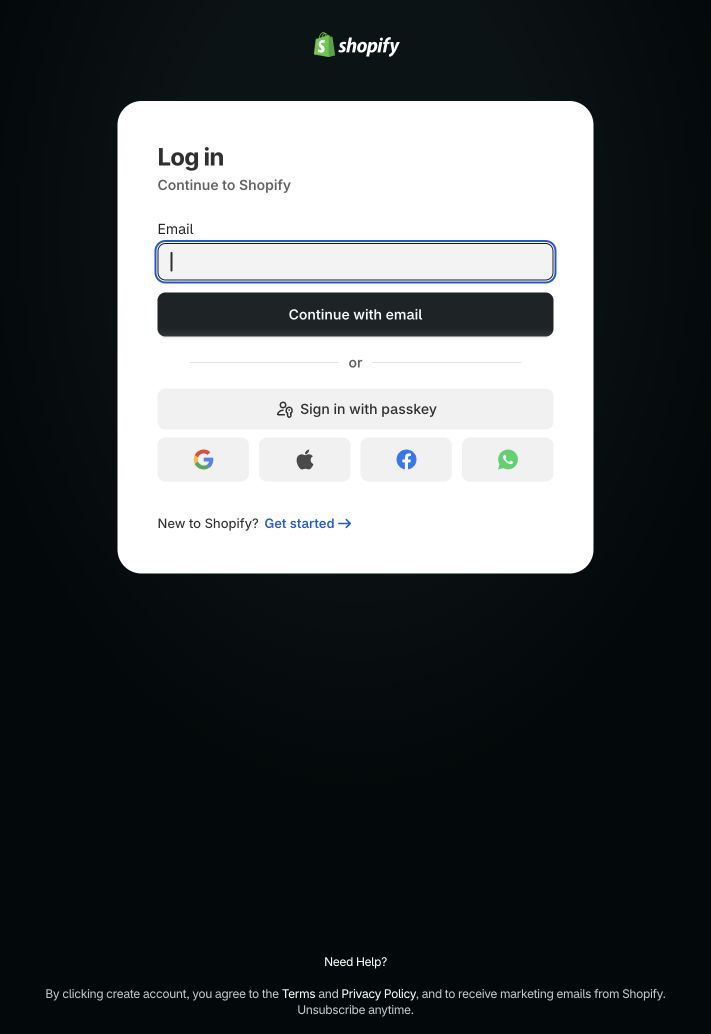 shopify
Log in
Continue to Shopify
Email
Continue with email
or
Sign in with passkey
New to Shopify? Get started →
Need Help?
By clicking create account, you agree to the Terms and Privacy Policy, and to receive marketing emails from Shopify.
Unsubscribe anytime.